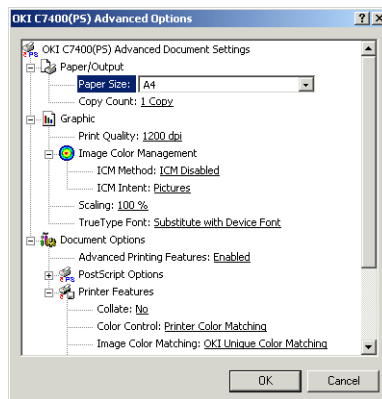 OKI C7400(PS) Advanced Options
OKI C7400(PS) Advanced Document Settings
Paper/Output
Paper Size: A4
Copy Count: 1 Copy
Graphic
Print Quality: 1200 dpi
Image Color Management
ICM Method: ICM Disabled
ICM Intent: Pictures
Scaling: 100 %
TrueType Font: Substitute with Device Font
Document Options
Advanced Printing Features: Enabled
PostScript Options
Printer Features
Collate: No
Color Control: Printer Color Matching
Image Color Matching: OKI Unique Color Matching
OK Cancel